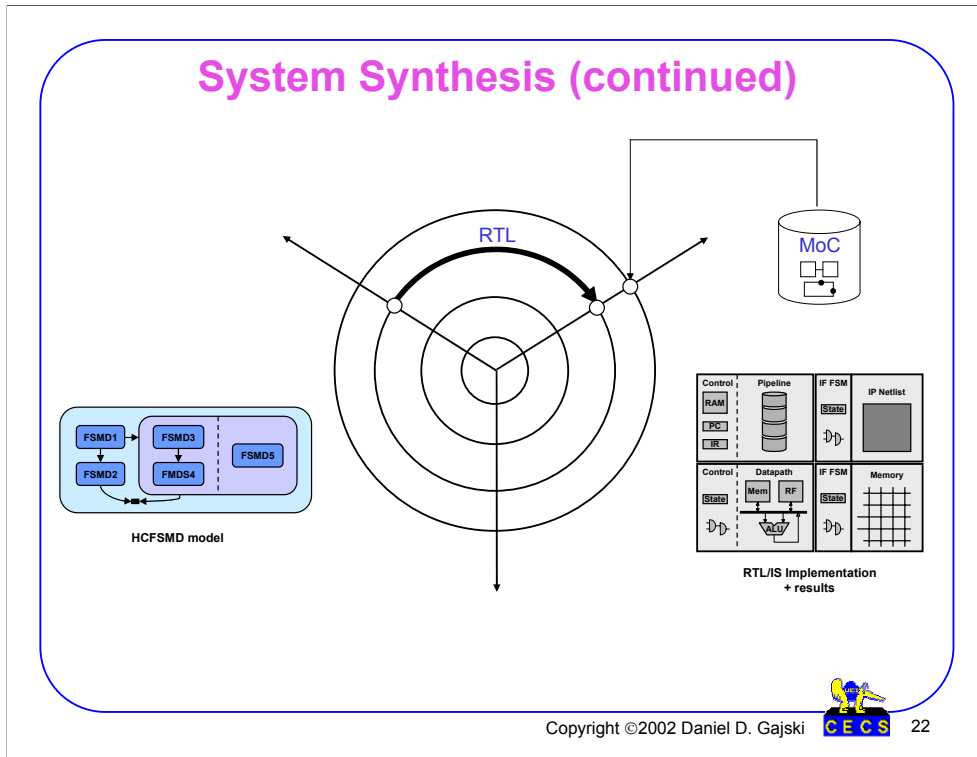 System Synthesis (continued)
RTL
MoC
FSMD1
FSMD3
FSMD5
FSMD2
FMDS4
HCFSMD model
Control
Pipeline
IF FSM
IP Netlist
RAM
State
PC
IR
Control
Datapath
IF FSM
Memory
State
Mem
RF
State
ALU
RTL/IS Implementation
+ results
Copyright ©2002 Daniel D. Gajski
UCI
CECS
22